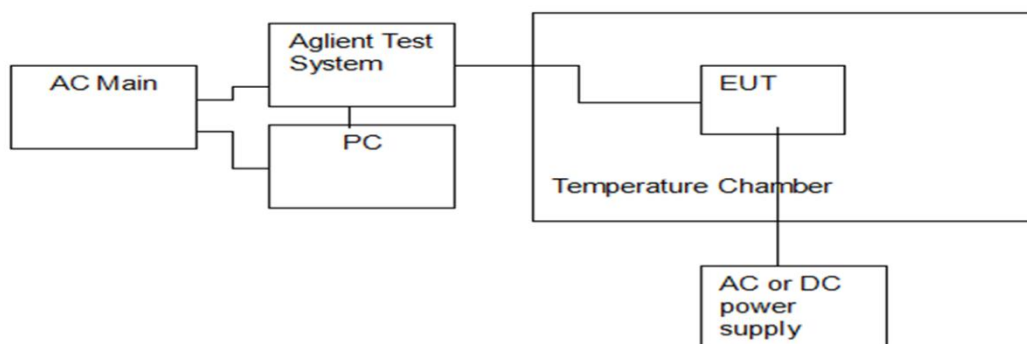 Aglient Test
System
AC Main
EUT
PC
Temperature Chamber
AC or DC
power
supply